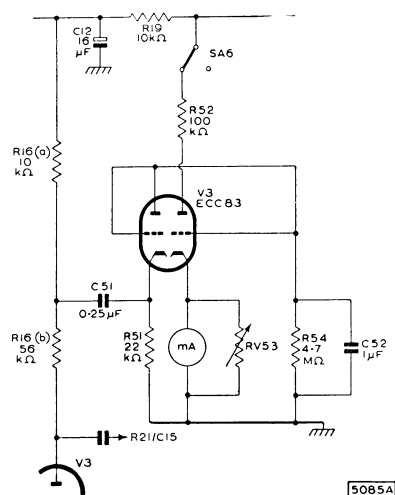 C12
16
µF
R19
10kΩ
SA6
R52
100
kΩ
R16(a)
10
kΩ
V3
ECC83
C51
0·25µF
R16(b)
56
kΩ
R51
22
kΩ
mA
RV53
R54
4·7
MΩ
C52
1µF
R21/C15
V3
5085A